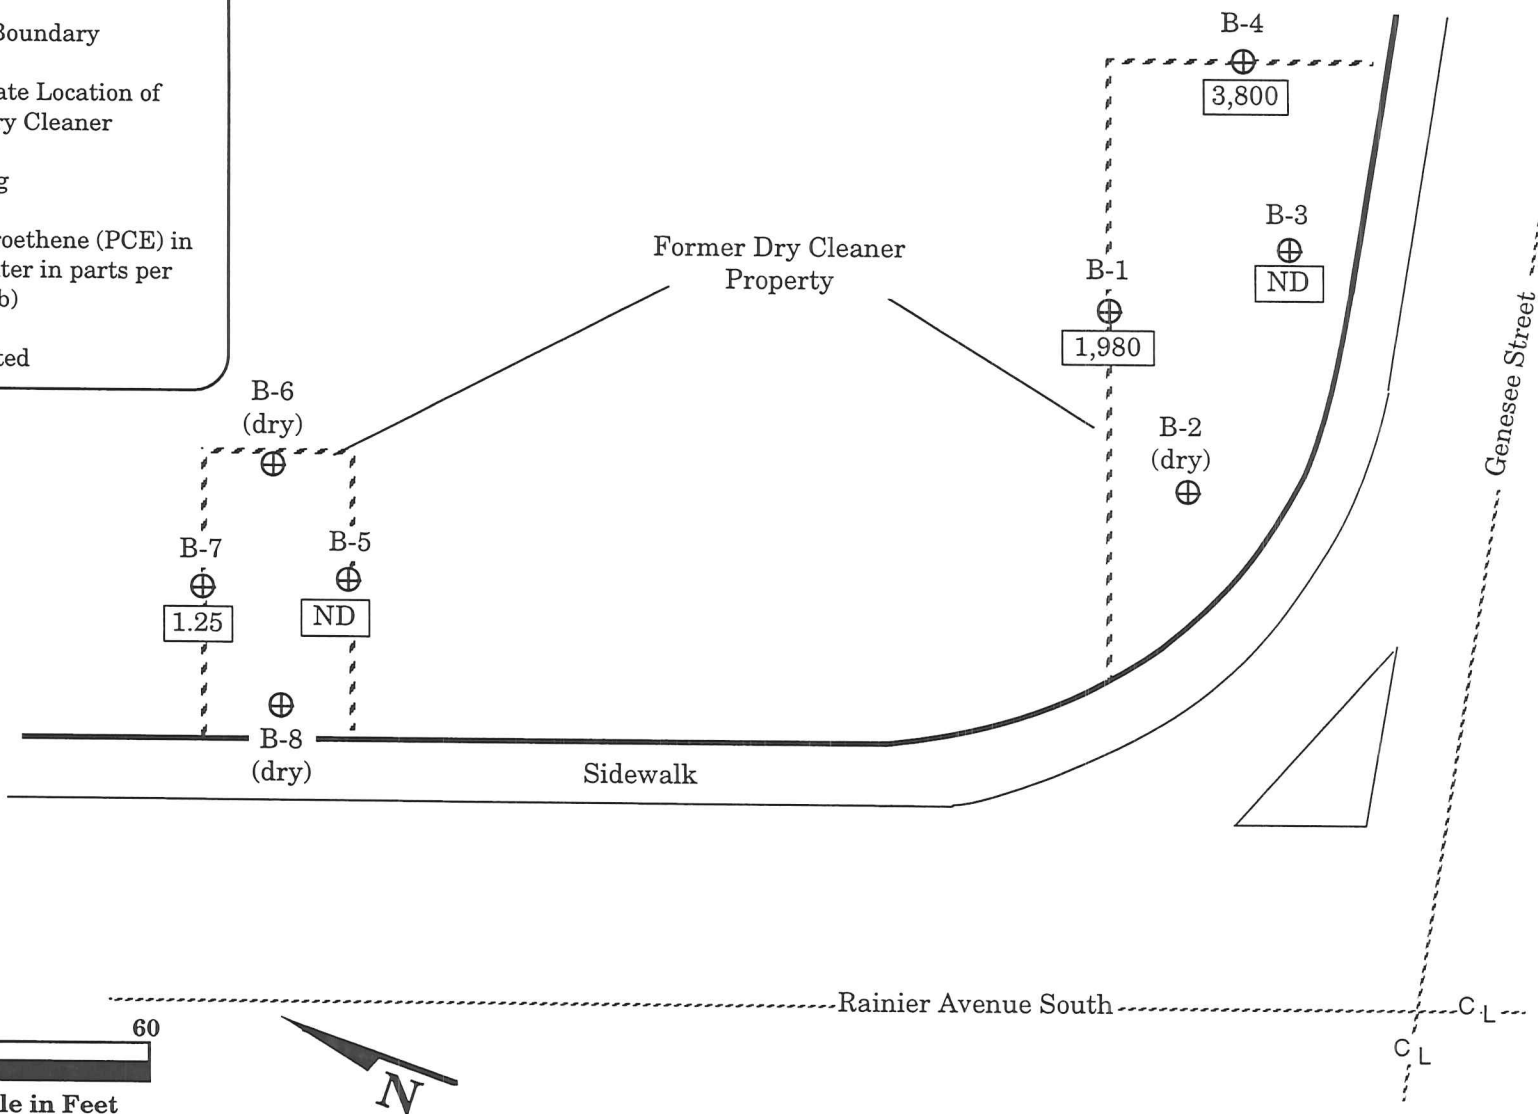 Boundary
ate Location of
ry Cleaner
g
roethene (PCE) in
ter in parts per
b)
ted
B-4
3,800
B-3
ND
Former Dry Cleaner
Property
B-1
1,980
B-2
(dry)
Genesee Street
B-6
(dry)
B-7
1.25
B-5
ND
B-8
(dry)
Sidewalk
Rainier Avenue South
CL
CL
60
le in Feet
N